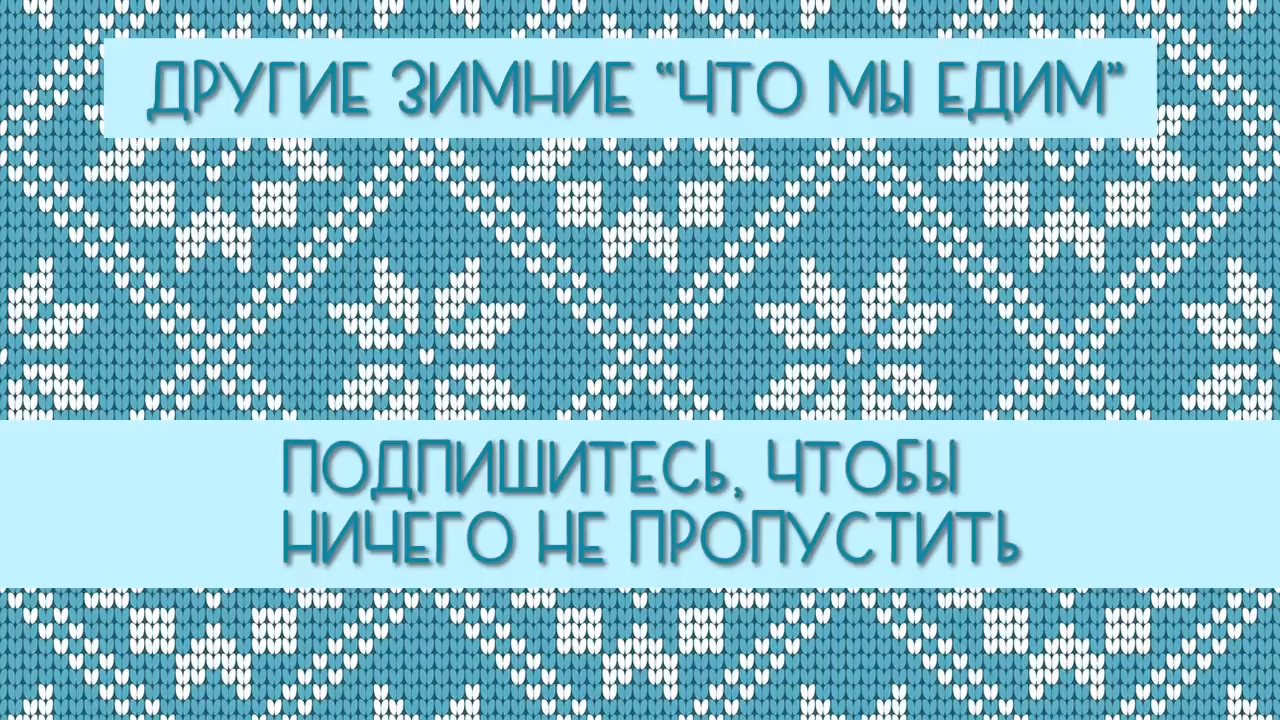 ДРУГИЕ ЗИМНИЕ “ЧТО МЫ ЕДИМ”
ПОДПИШИТЕСЬ, ЧТОБЫ
НИЧЕГО НЕ ПРОПУСТИТЬ